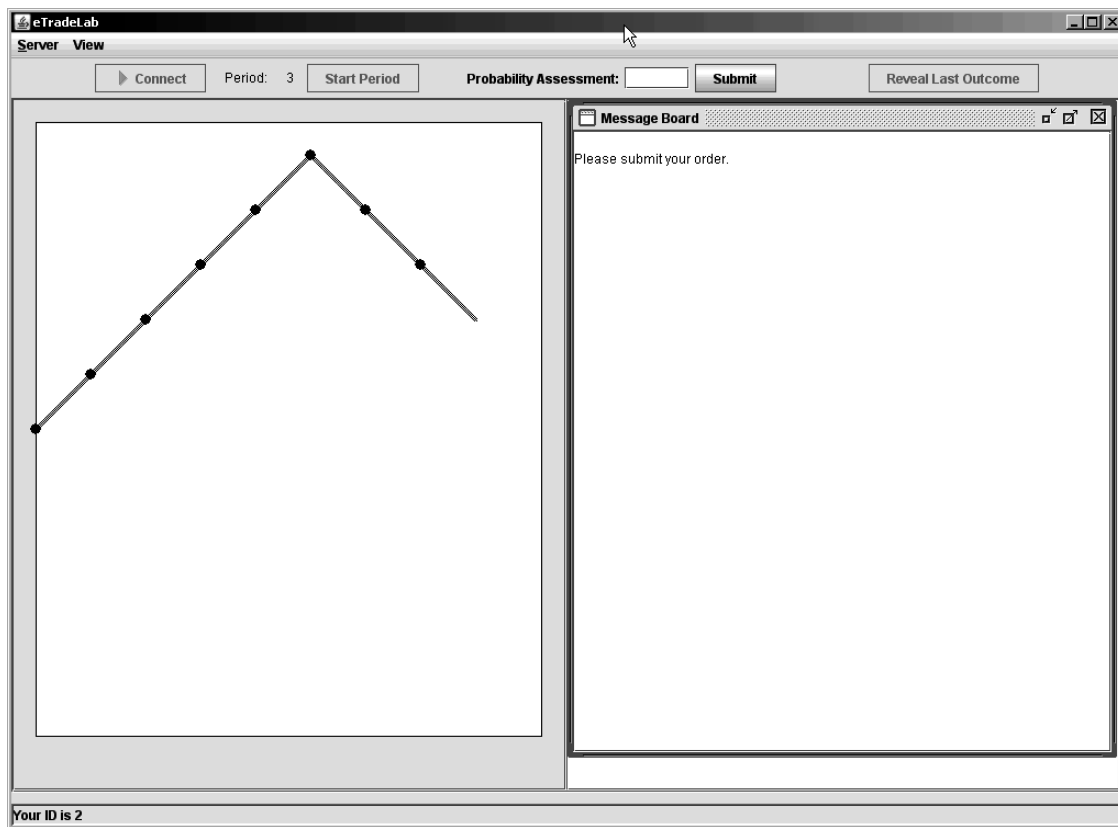 eTradeLab
Server View
Connect Period: 3 Start Period Probability Assessment: Submit Reveal Last Outcome
Message Board
Please submit your order.
Your ID is 2